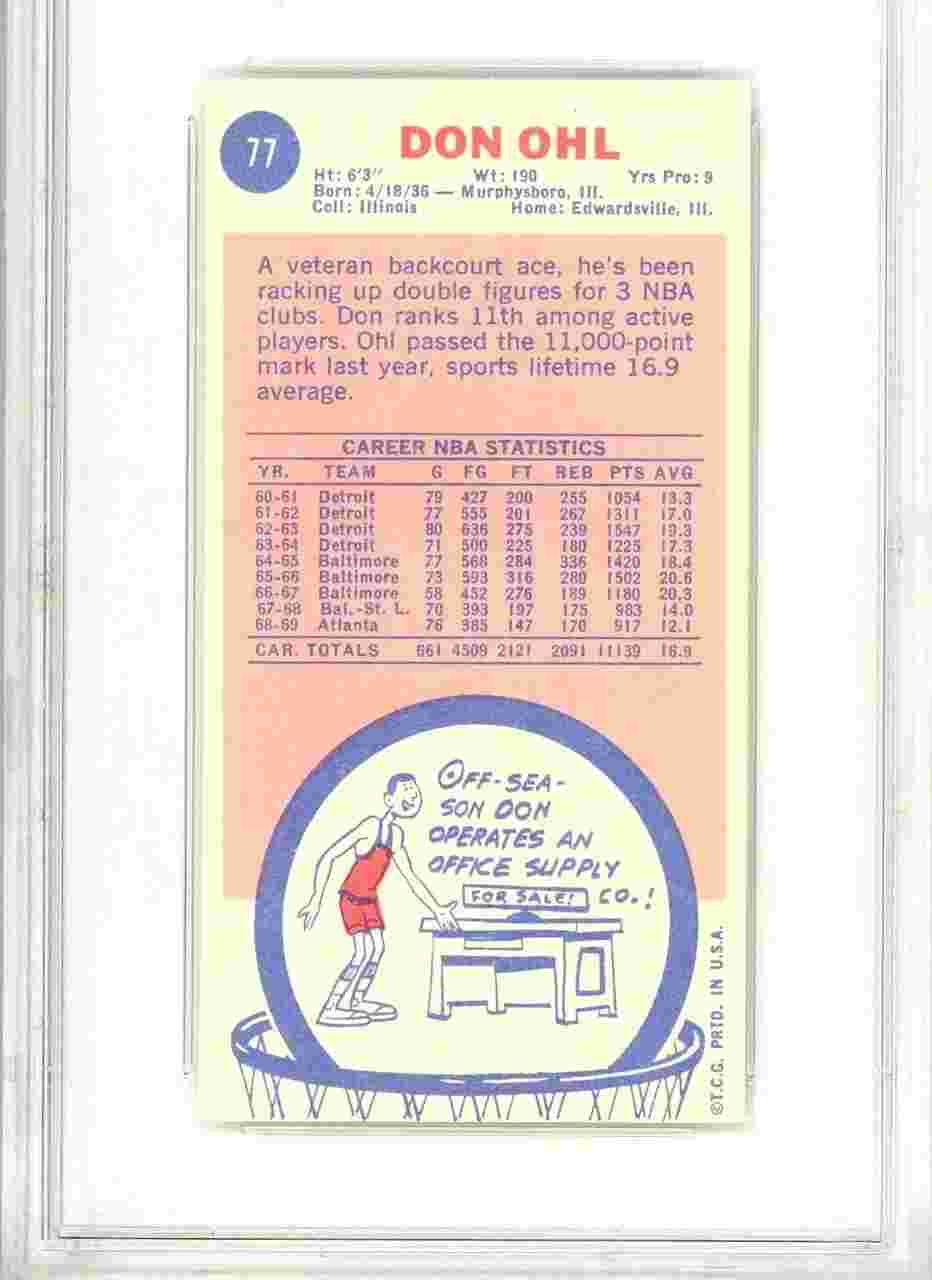 77
DON OHL
Ht: 6'3" Wt: 190 Yrs Pro: 9
Born: 4/18/36 — Murphysboro, Ill.
Coll: Illinois Home: Edwardsville, Ill.
A veteran backcourt ace, he's been
racking up double figures for 3 NBA
clubs. Don ranks 11th among active
players. Ohl passed the 11,000-point
mark last year, sports lifetime 16.9
average.
CAREER NBA STATISTICS
YR. TEAM G FG FT REB PTS AVG
60-61 Detroit 79 427 200 255 1054 13.3
61-62 Detroit 77 555 201 267 1311 17.0
62-63 Detroit 80 636 275 239 1547 19.3
63-64 Detroit 71 500 225 180 1225 17.3
64-65 Baltimore 77 568 284 336 1420 18.4
65-66 Baltimore 73 593 316 280 1502 20.6
66-67 Baltimore 58 452 276 189 1180 20.3
67-68 Bal.-St. L. 70 393 197 175 983 14.0
68-69 Atlanta 76 385 147 170 917 12.1
CAR. TOTALS 661 4509 2121 2091 11139 16.9
OFF-SEA-
SON DON
OPERATES AN
OFFICE SUPPLY
FOR SALE! CO.!
©T.C.G. PRTD. IN U.S.A.